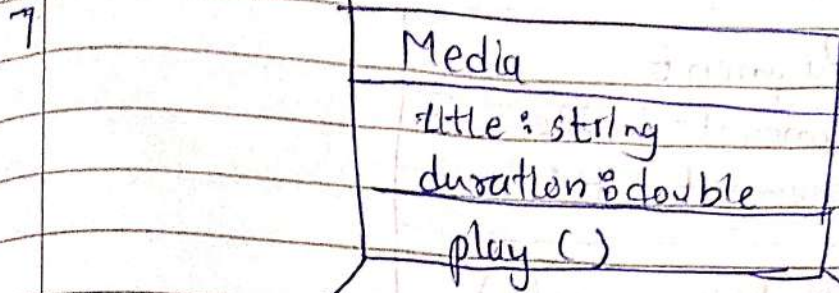 7
Media
title : string
duration : double
play ()